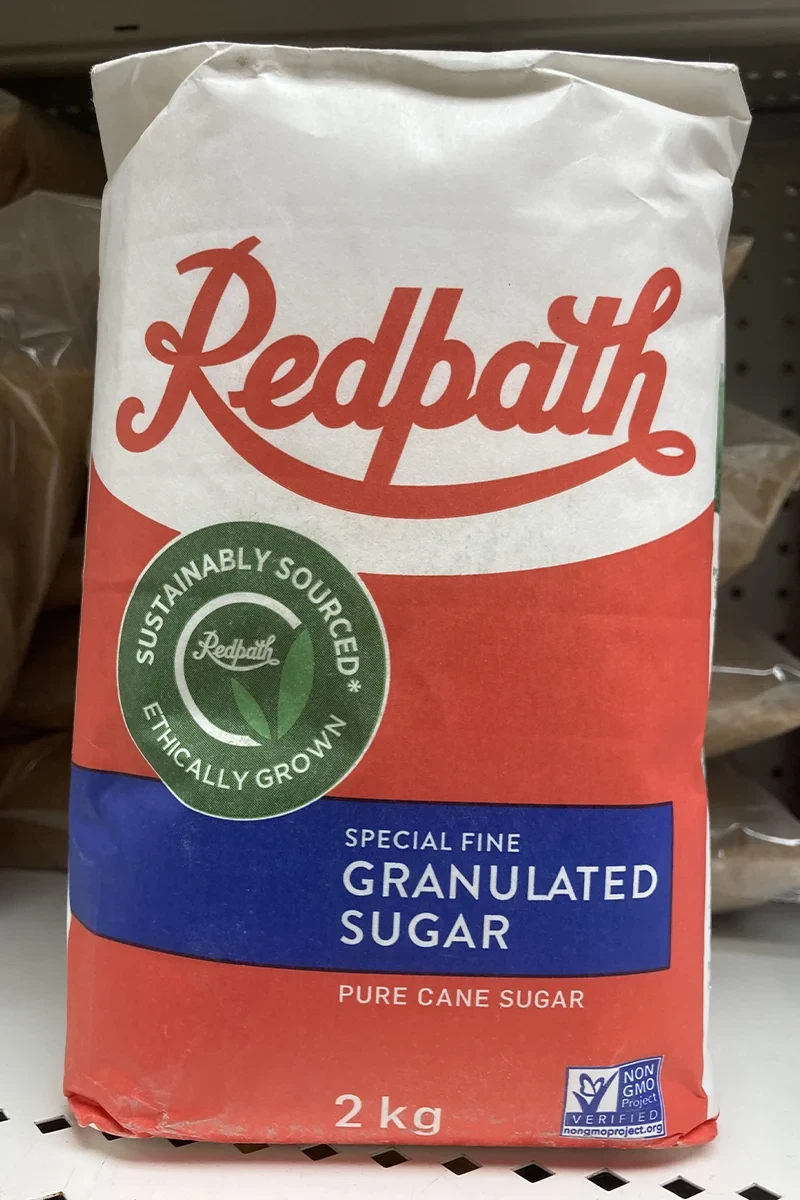 Redpath
SUSTAINABLY SOURCED*
Redpath
ETHICALLY GROWN
SPECIAL FINE
GRANULATED
SUGAR
PURE CANE SUGAR
2 kg
NON
GMO
Project
VERIFIED
nongmoproject.org